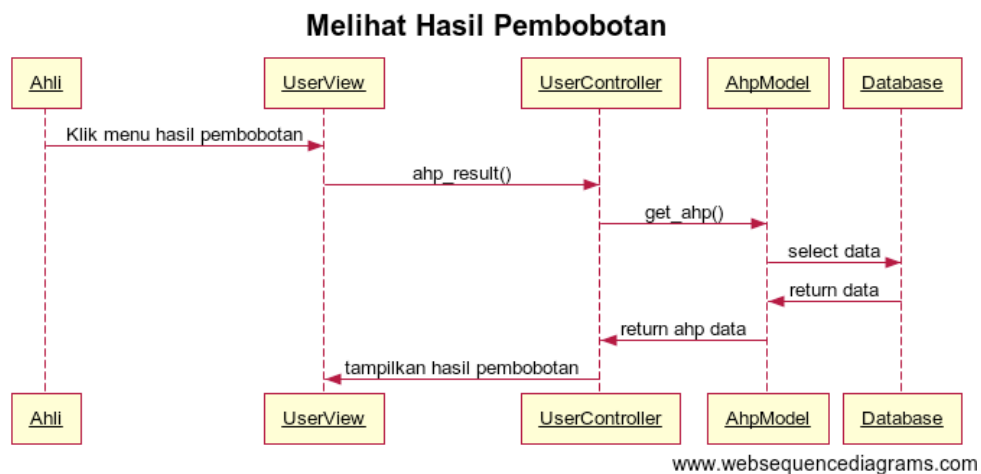 Melihat Hasil Pembobotan
Ahli UserView UserController AhpModel Database
Klik menu hasil pembobotan
ahp_result()
get_ahp()
select data
return data
return ahp data
tampilkan hasil pembobotan
Ahli UserView UserController AhpModel Database
www.websequencediagrams.com